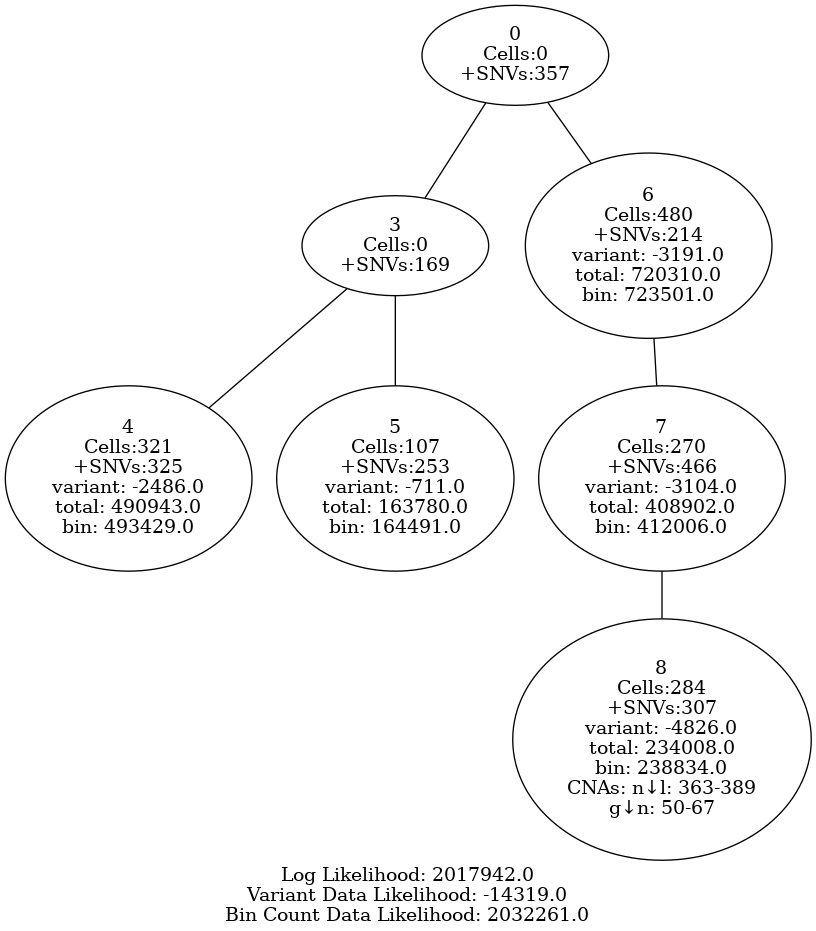 0
Cells:0
+SNVs:357
6
Cells:480
+SNVs:214
variant: -3191.0
total: 720310.0
bin: 723501.0
3
Cells:0
+SNVs:169
4
Cells:321
+SNVs:325
variant: -2486.0
total: 490943.0
bin: 493429.0
5
Cells:107
+SNVs:253
variant: -711.0
total: 163780.0
bin: 164491.0
7
Cells:270
+SNVs:466
variant: -3104.0
total: 408902.0
bin: 412006.0
8
Cells:284
+SNVs:307
variant: -4826.0
total: 234008.0
bin: 238834.0
CNAs: n↓l: 363-389
g↓n: 50-67
Log Likelihood: 2017942.0
Variant Data Likelihood: -14319.0
Bin Count Data Likelihood: 2032261.0